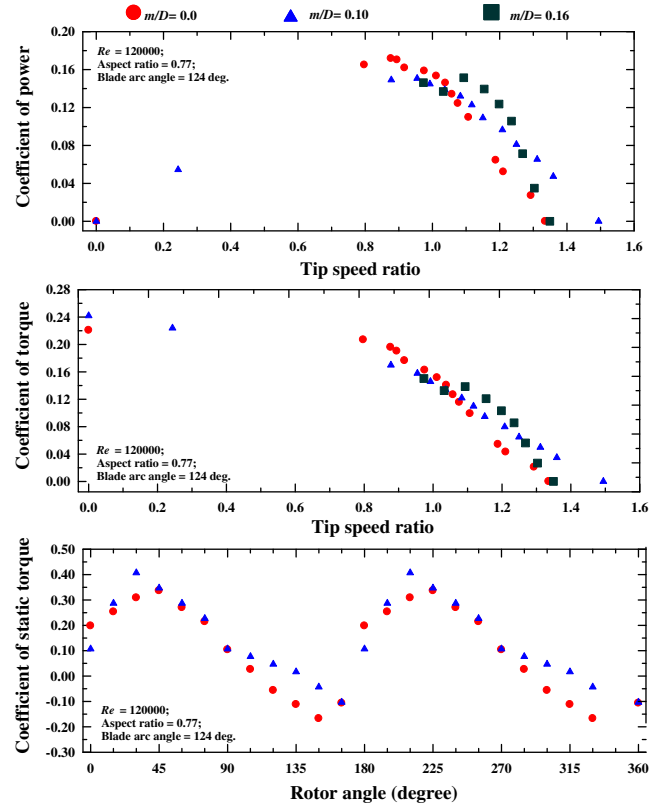 m/D= 0.0 m/D= 0.10 m/D = 0.16
Coefficient of power
0.20
0.16
0.12
0.08
0.04
0.00
Re = 120000;
Aspect ratio = 0.77;
Blade arc angle = 124 deg.
0.0 0.2 0.4 0.6 0.8 1.0 1.2 1.4 1.6
Tip speed ratio
Coefficient of torque
0.28
0.24
0.20
0.16
0.12
0.08
0.04
0.00
Re = 120000;
Aspect ratio = 0.77;
Blade arc angle = 124 deg.
0.0 0.2 0.4 0.6 0.8 1.0 1.2 1.4 1.6
Tip speed ratio
Coefficient of static torque
0.50
0.40
0.30
0.20
0.10
0.00
-0.10
-0.20
-0.30
Re = 120000;
Aspect ratio = 0.77;
Blade arc angle = 124 deg.
0 45 90 135 180 225 270 315 360
Rotor angle (degree)